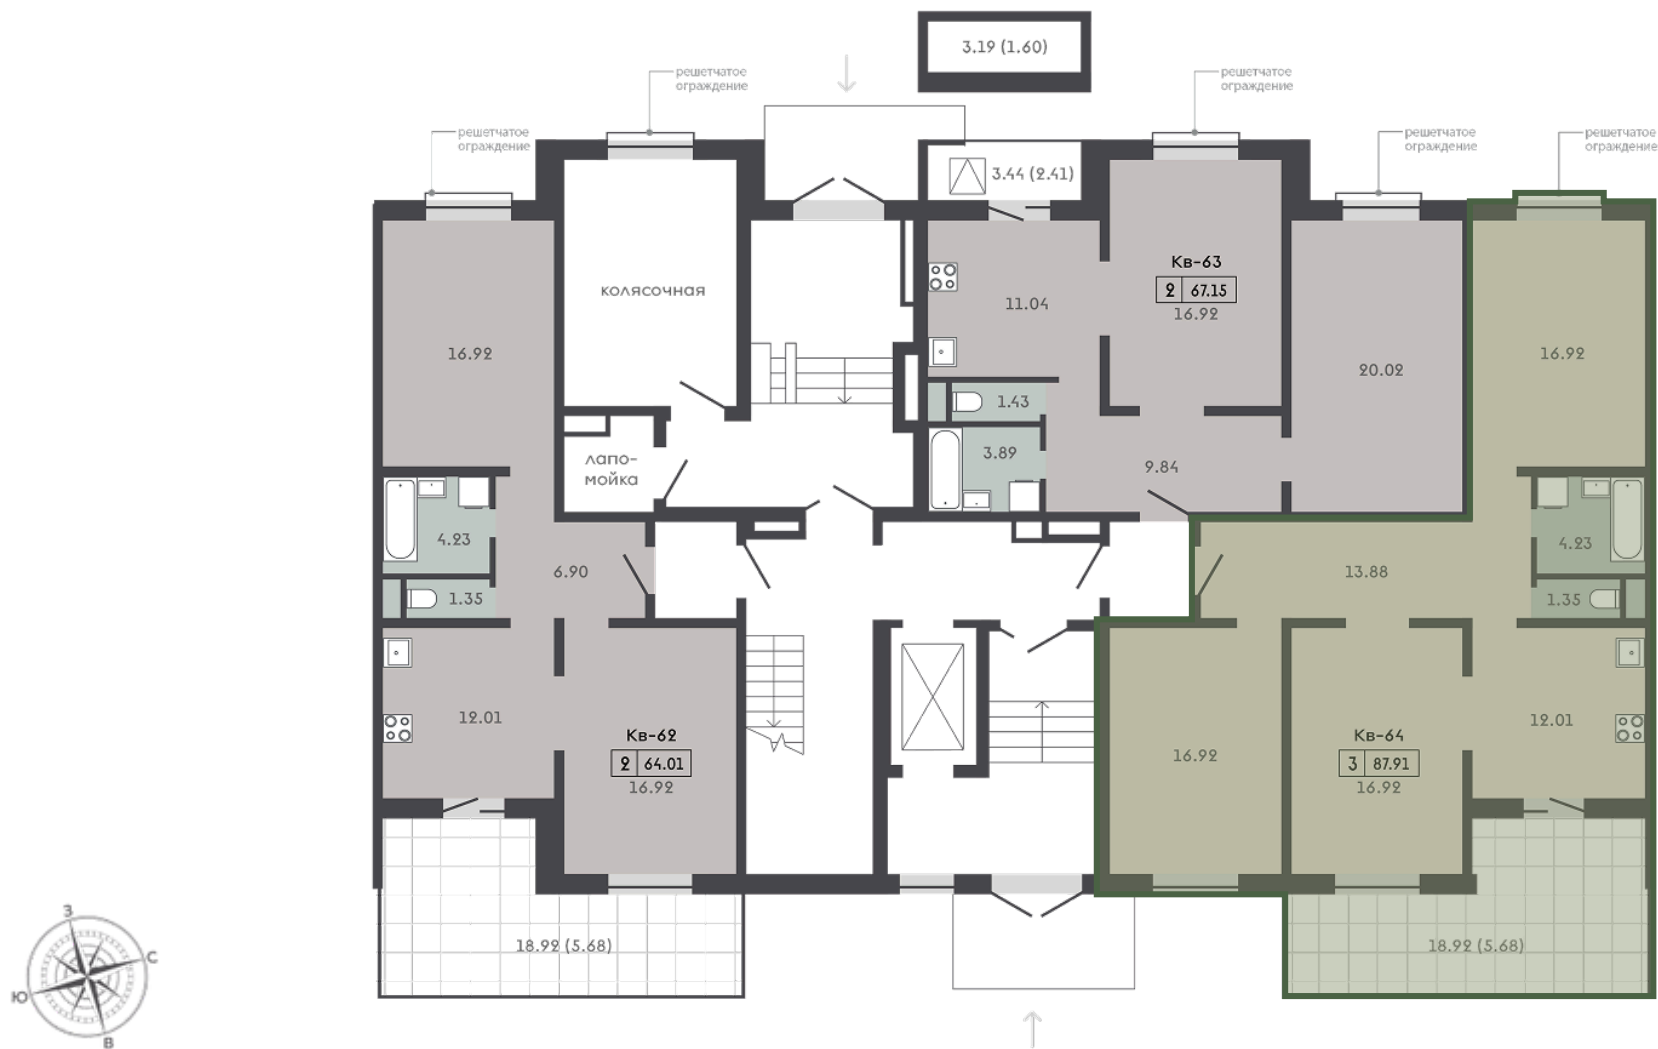 3.19 (1.60)
решетчатое
ограждение
решетчатое
ограждение
решетчатое
ограждение
решетчатое
ограждение
решетчатое
ограждение
3.44 (2.41)
колясочная
16.92
11.04
Кв-63
2 67.15
16.92
20.02
16.92
1.43
3.89
9.84
лапо-
мойка
4.23
6.90
1.35
13.88
4.23
1.35
12.01
Кв-62
2 64.01
16.92
16.92
Кв-64
3 87.91
16.92
12.01
18.92 (5.68)
18.92 (5.68)
З
С
Ю
В